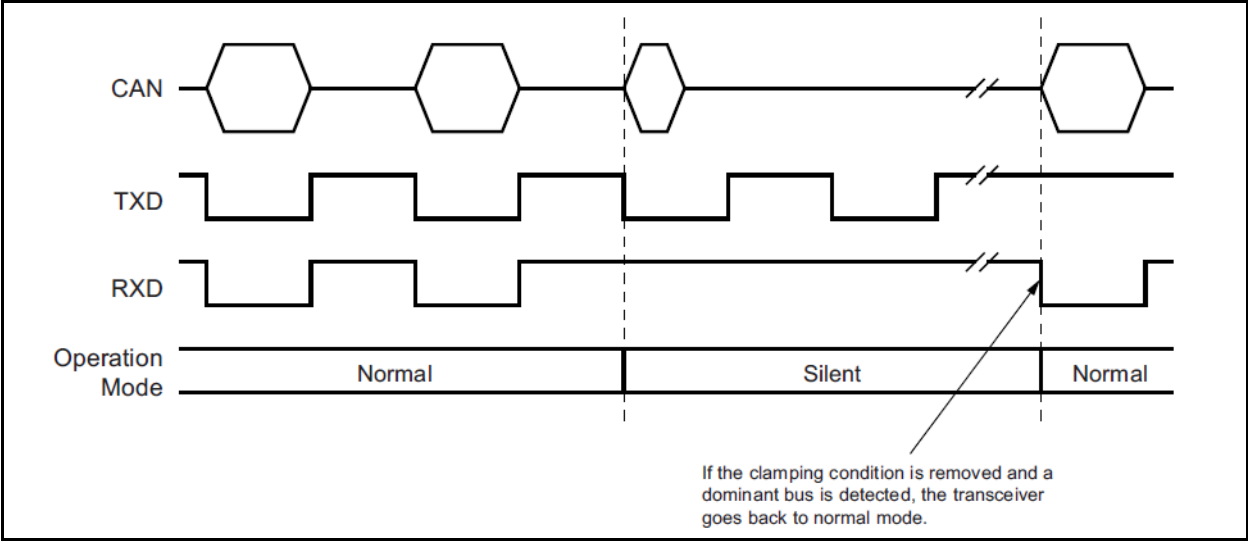 CAN
TXD
RXD
Operation
Mode
Normal
Silent
Normal
If the clamping condition is removed and a
dominant bus is detected, the transceiver
goes back to normal mode.